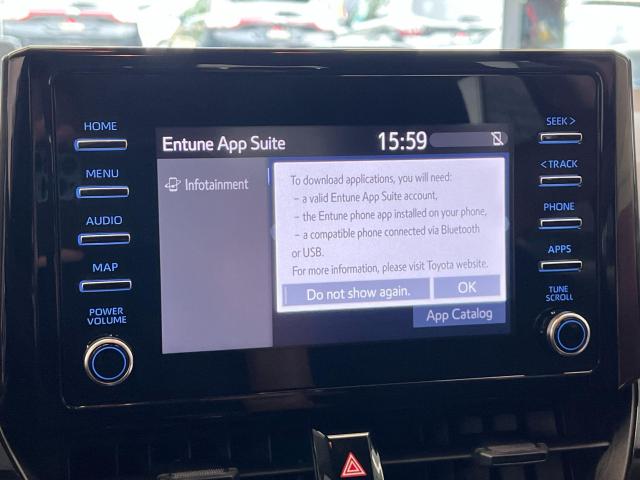 HOME
MENU
AUDIO
MAP
POWER
VOLUME
Entune App Suite
15:59
Infotainment
To download applications, you will need:
– a valid Entune App Suite account,
– the Entune phone app installed on your phone,
– a compatible phone connected via Bluetooth
or USB.
For more information, please visit Toyota website.
Do not show again.
OK
App Catalog
SEEK >
< TRACK
PHONE
APPS
TUNE
SCROLL